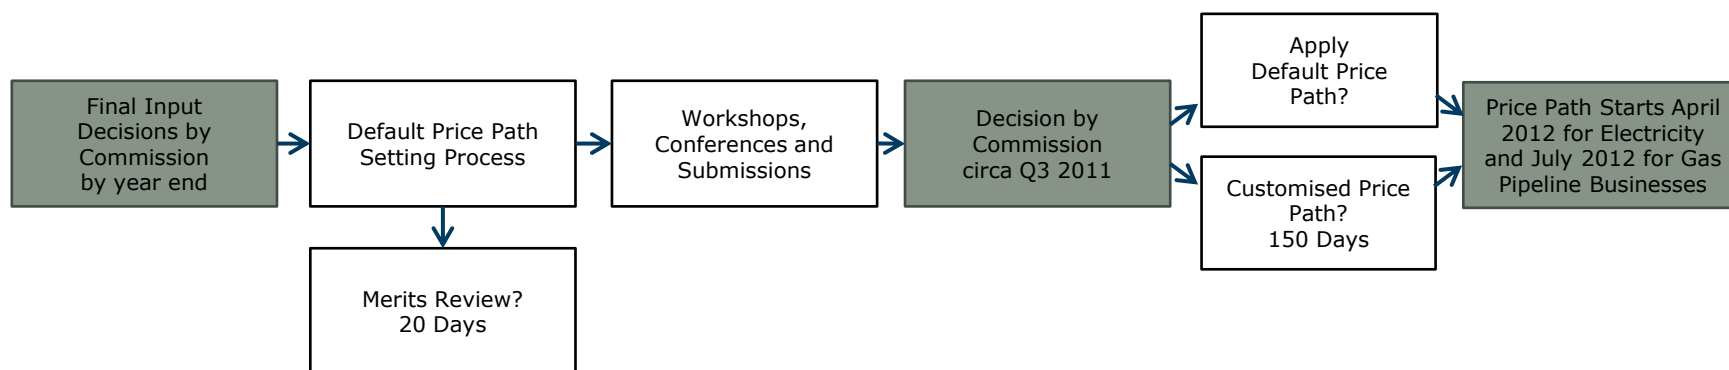 Final Input
Decisions by
Commission
by year end
Default Price Path
Setting Process
Merits Review?
20 Days
Workshops,
Conferences and
Submissions
Decision by
Commission
circa Q3 2011
Apply
Default Price
Path?
Customised Price
Path?
150 Days
Price Path Starts April
2012 for Electricity
and July 2012 for Gas
Pipeline Businesses